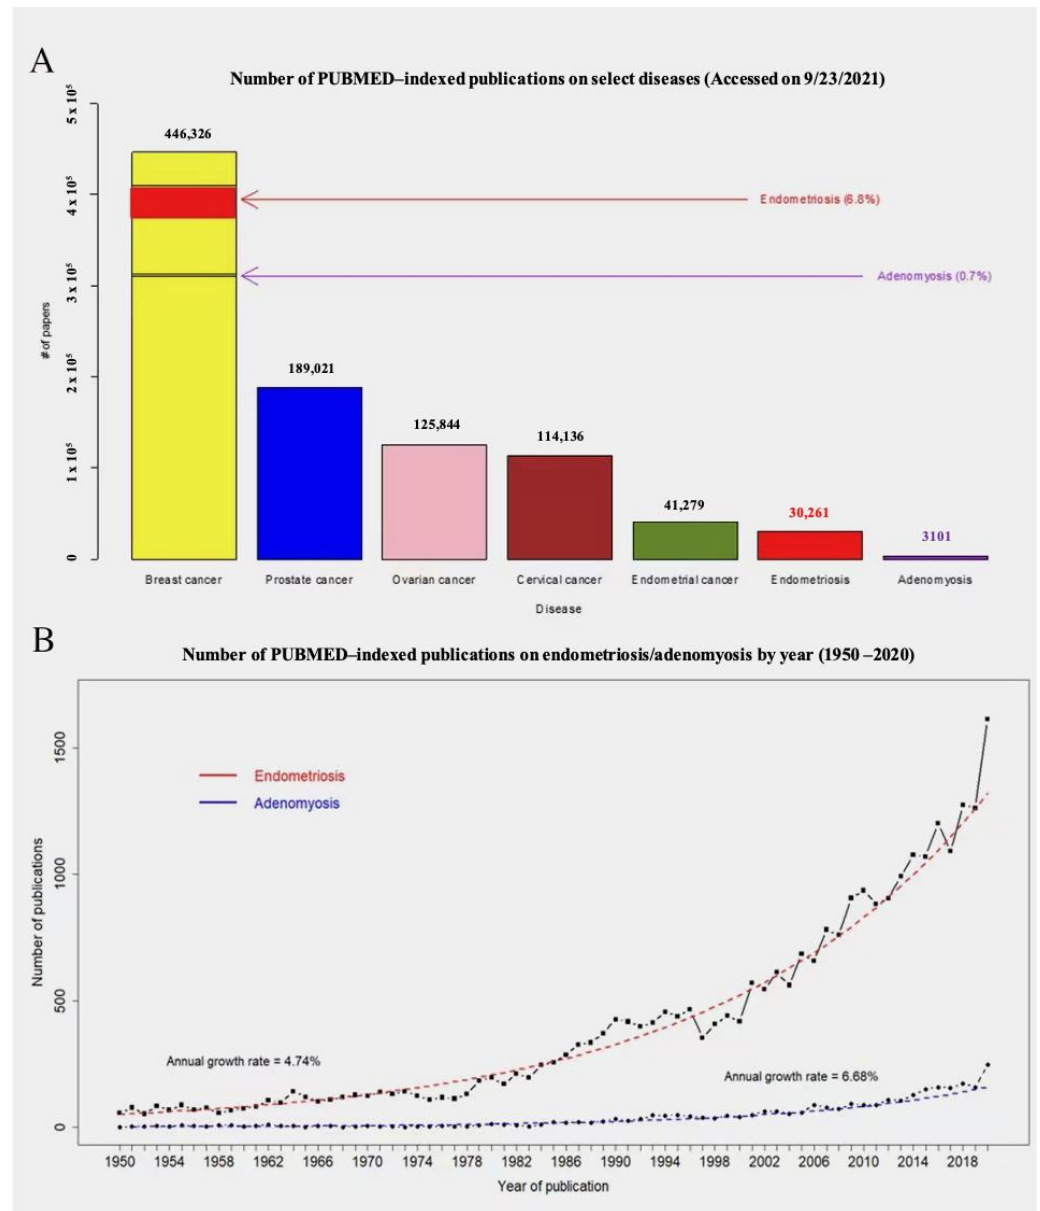 A
Number of PUBMED–indexed publications on select diseases (Accessed on 9/23/2021)
5 x 10⁵
4 x 10⁵
3 x 10⁵
2 x 10⁵
1 x 10⁵
0
# of papers
446,326
Endometriosis (6.8%)
Adenomyosis (0.7%)
189,021
125,844
114,136
41,279
30,261
3101
Breast cancer Prostate cancer Ovarian cancer Cervical cancer Endometrial cancer Endometriosis Adenomyosis
Disease
B
Number of PUBMED–indexed publications on endometriosis/adenomyosis by year (1950 –2020)
1500
1000
500
0
Number of publications
Endometriosis
Adenomyosis
Annual growth rate = 4.74%
Annual growth rate = 6.68%
1950 1954 1958 1962 1966 1970 1974 1978 1982 1986 1990 1994 1998 2002 2006 2010 2014 2018
Year of publication